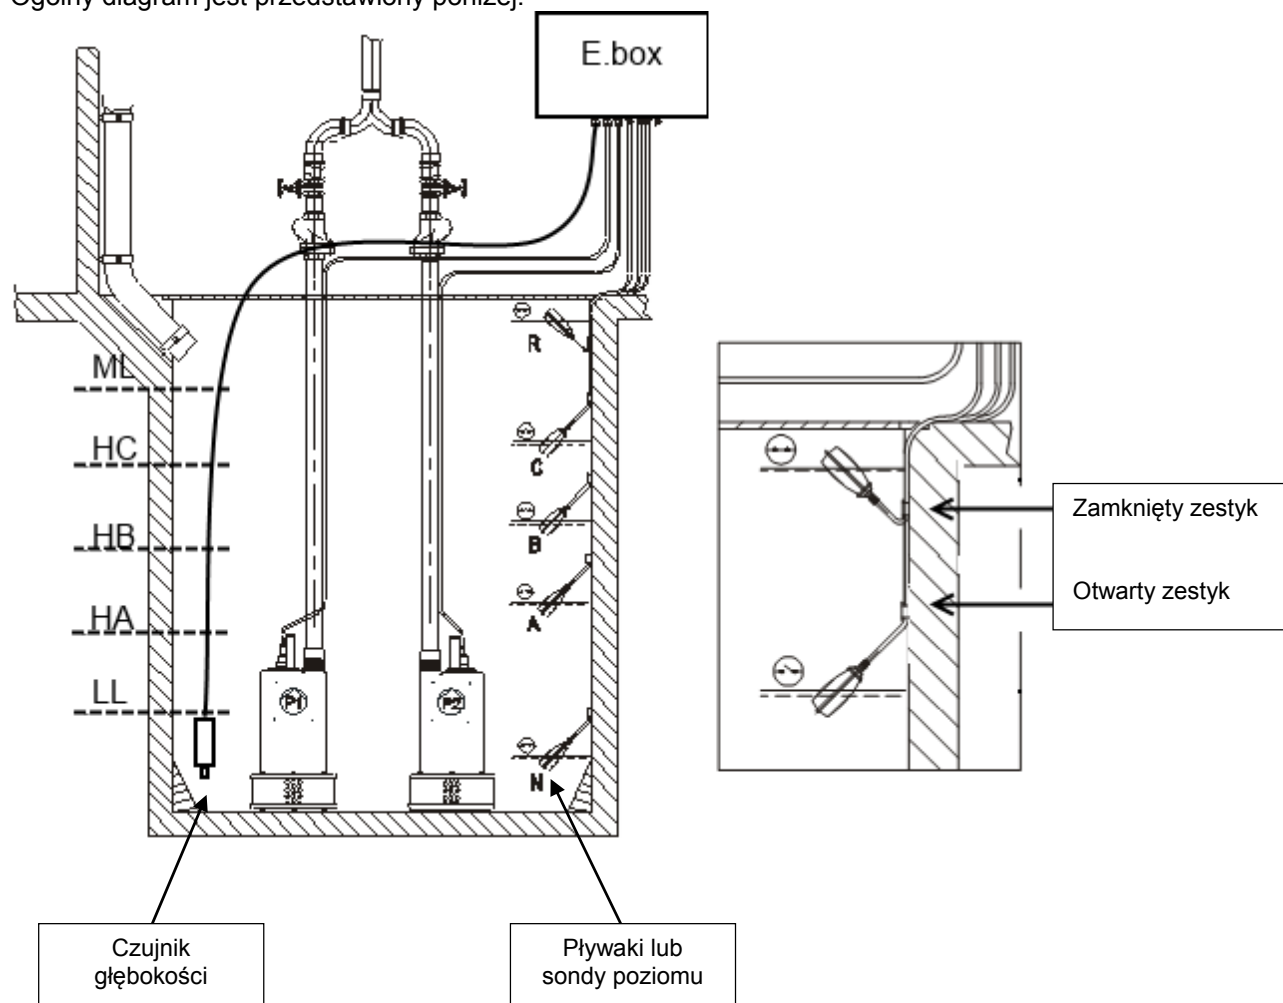 Ogólny diagram jest przedstawiony poniżej.
E.box
R
ML
HC
C
HB
B
HA
A
LL
P1
P2
N
Zamknięty zestyk
Otwarty zestyk
Czujnik
głębokości
Pływaki lub
sondy poziomu